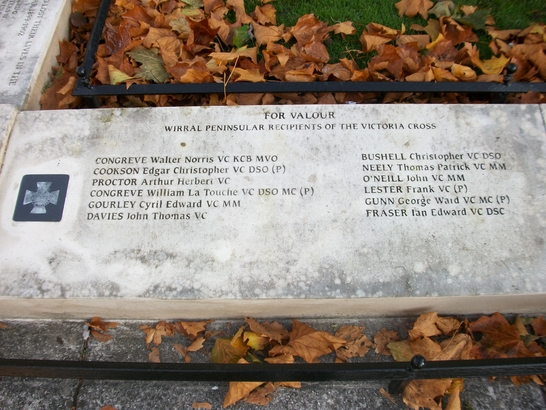 FOR VALOUR
WIRRAL PENINSULAR RECIPIENTS OF THE VICTORIA CROSS
CONGREVE Walter Norris VC KCB MVO
COOKSON Edgar Christopher VC DSO (P)
PROCTOR Arthur Herbert VC
CONGREVE William La Touche VC DSO MC (P)
GOURLEY Cyril Edward VC MM
DAVIES John Thomas VC
BUSHELL Christopher VC DSO
NEELY Thomas Patrick VC MM
O'NEILL John VC MM
LESTER Frank VC (P)
GUNN George Ward VC MC (P)
FRASER Ian Edward VC DSC